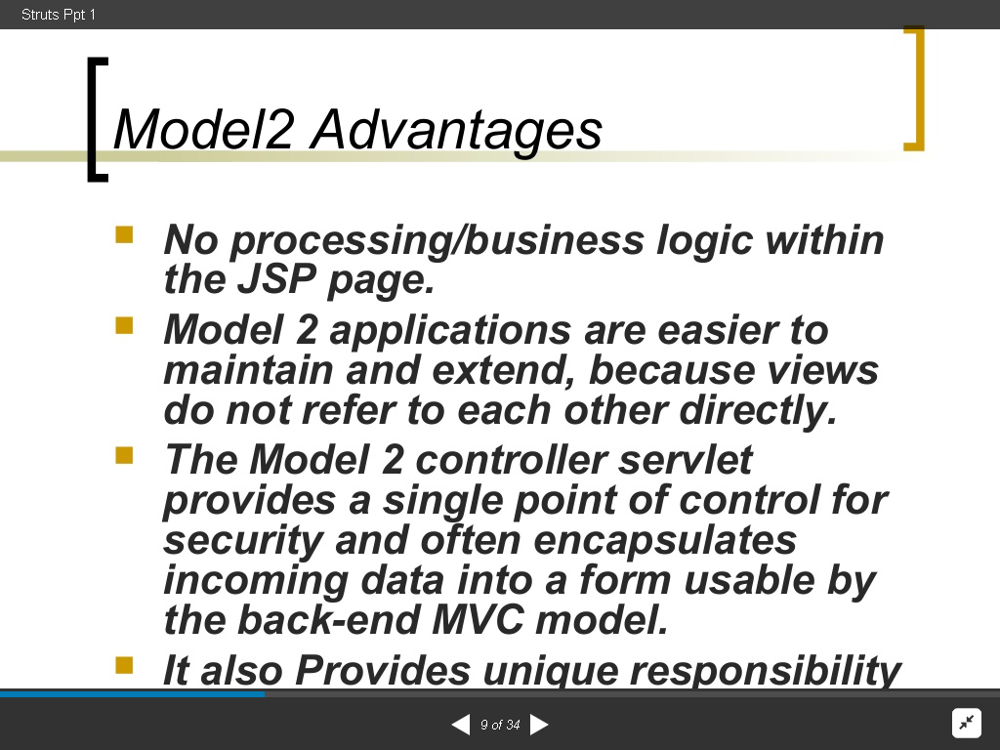 Struts Ppt 1
Model2 Advantages
No processing/business logic within
the JSP page.
Model 2 applications are easier to
maintain and extend, because views
do not refer to each other directly.
The Model 2 controller servlet
provides a single point of control for
security and often encapsulates
incoming data into a form usable by
the back-end MVC model.
It also Provides unique responsibility
9 of 34